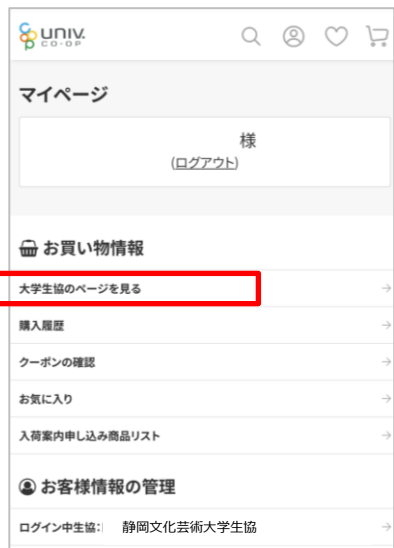 UNIV.
CO-OP
マイページ
様
(ログアウト)
お買い物情報
大学生協のページを見る
購入履歴
クーポンの確認
お気に入り
入荷案内申し込み商品リスト
お客様情報の管理
ログイン中生協: 静岡文化芸術大学生協